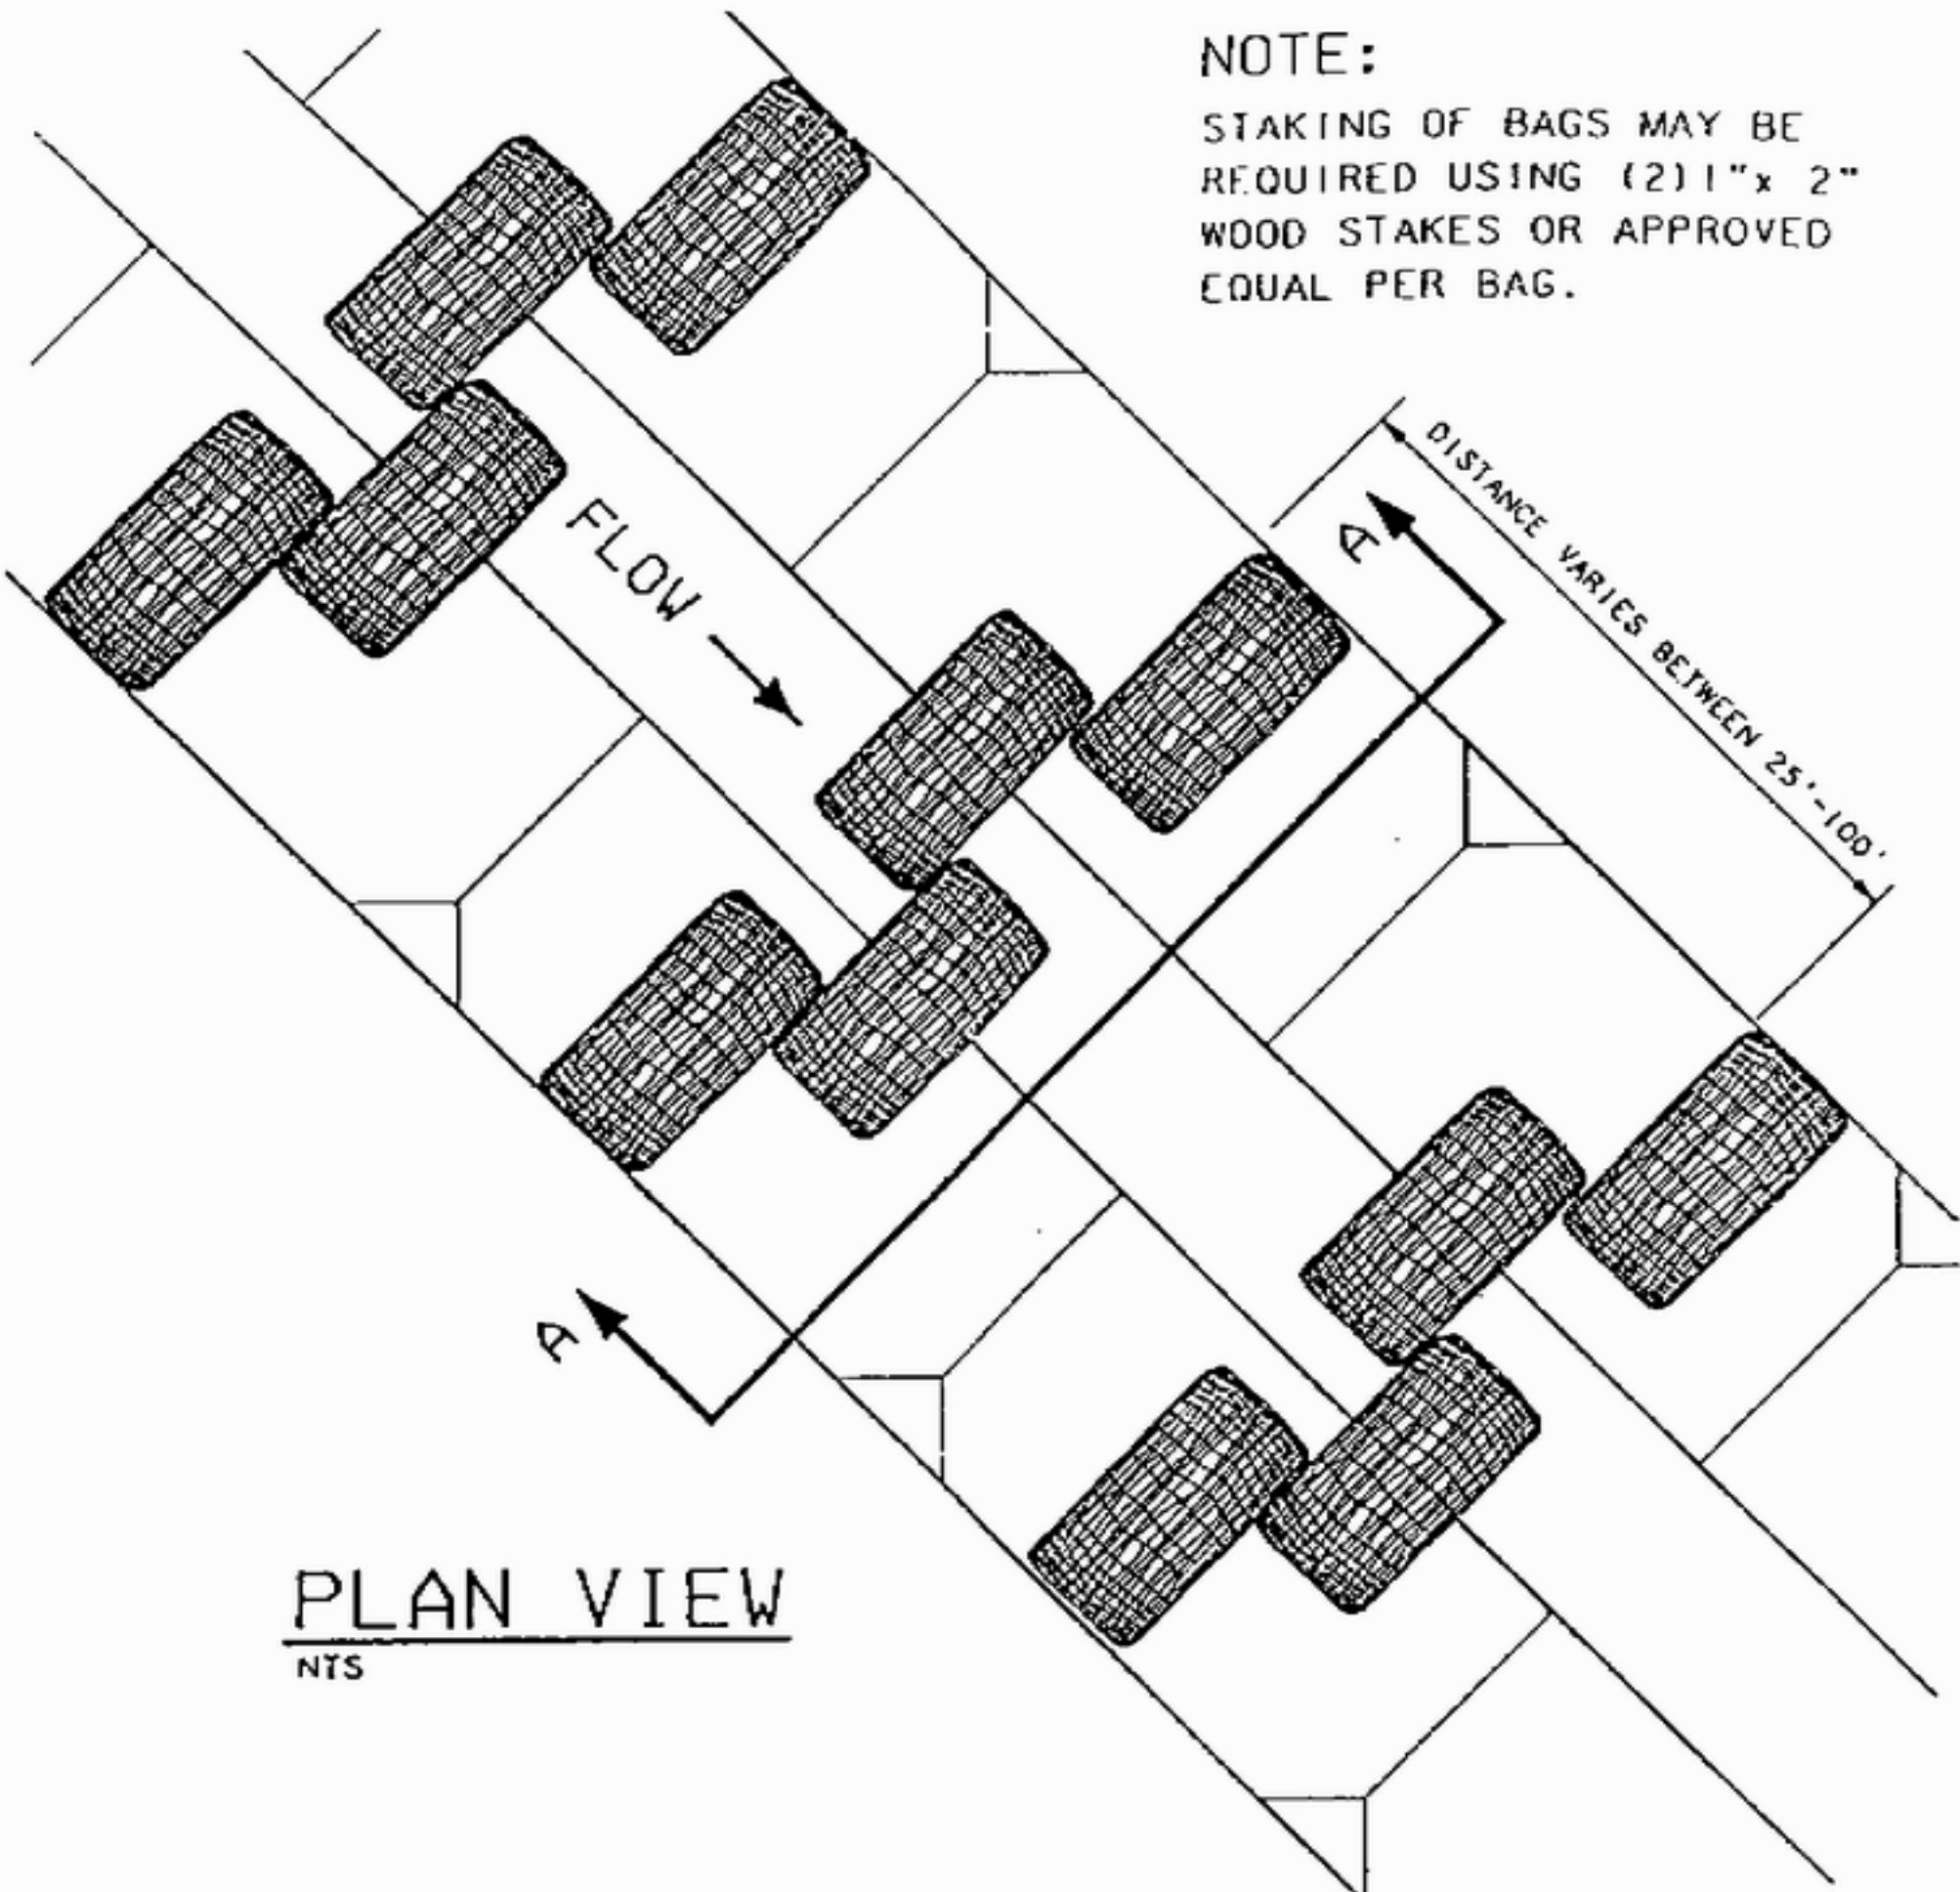 NOTE:
STAKING OF BAGS MAY BE
REQUIRED USING (2)1"x 2"
WOOD STAKES OR APPROVED
EQUAL PER BAG.
DISTANCE VARIES BETWEEN 25'-100'
A
FLOW
A
PLAN VIEW
NTS